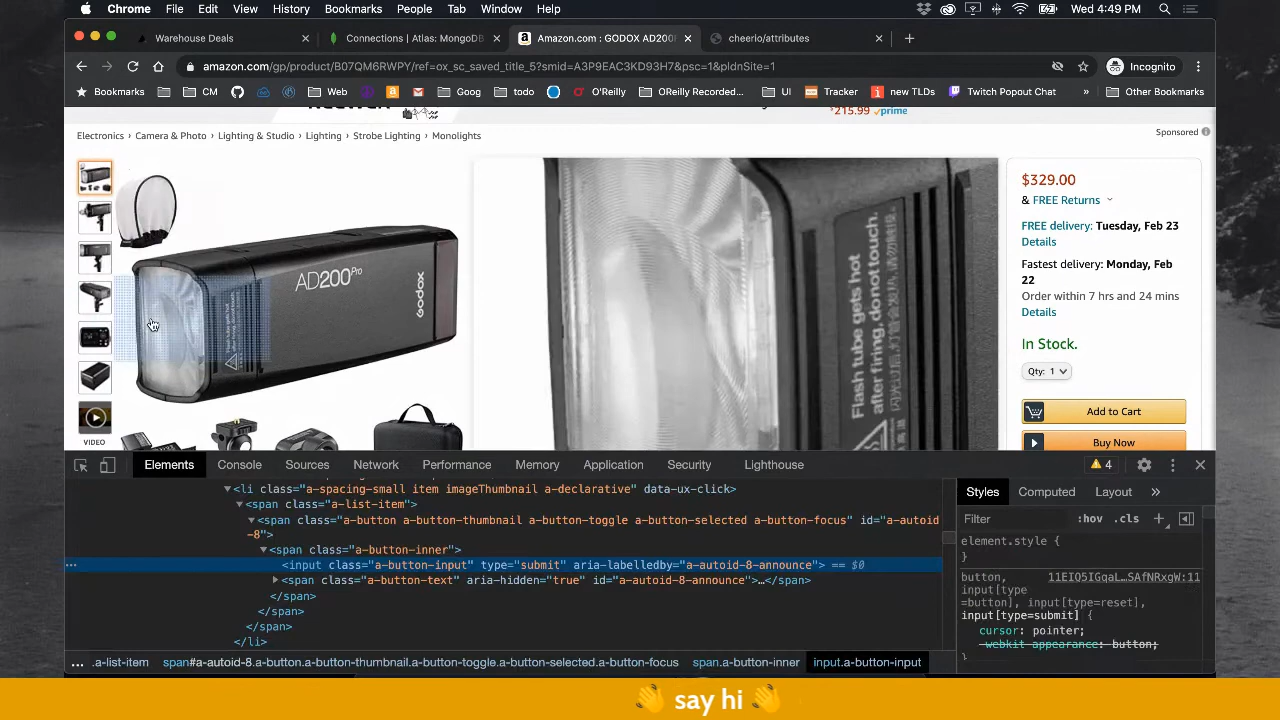 Chrome File Edit View History Bookmarks People Tab Window Help Wed 4:49 PM
Warehouse Deals
Connections | Atlas: MongoDB
Amazon.com : GODOX AD200
cheerio/attributes
amazon.com/gp/product/B07QM6RWPY/ref=ox_sc_saved_title_5?smid=A3P9EAC3KD93H7&psc=1&pldnSite=1
Incognito
Bookmarks CM Web Goog todo O'Reilly OReilly Recorded... UI Tracker new TLDs Twitch Popout Chat » Other Bookmarks
215.99 prime
Electronics › Camera & Photo › Lighting & Studio › Lighting › Strobe Lighting › Monolights
Sponsored
AD200Pro
Godox
Flash tube gets hot
after firing, do not touch.
VIDEO
$329.00
& FREE Returns
FREE delivery: Tuesday, Feb 23
Details
Fastest delivery: Monday, Feb
22
Order within 7 hrs and 24 mins
Details
In Stock.
Qty: 1
Add to Cart
Buy Now
Elements Console Sources Network Performance Memory Application Security Lighthouse 4
<li class="a-spacing-small item imageThumbnail a-declarative" data-ux-click>
<span class="a-list-item">
<span class="a-button a-button-thumbnail a-button-toggle a-button-selected a-button-focus" id="a-autoid
-8">
<span class="a-button-inner">
<input class="a-button-input" type="submit" aria-labelledby="a-autoid-8-announce"> == $0
<span class="a-button-text" aria-hidden="true" id="a-autoid-8-announce">…</span>
</span>
</span>
</span>
</li>
... .a-list-item span#a-autoid-8.a-button.a-button-thumbnail.a-button-toggle.a-button-selected.a-button-focus span.a-button-inner input.a-button-input
Styles Computed Layout »
Filter :hov .cls +
element.style {
}
button, 11EIQ5IGqaL…SAfNRxgW:11
input[type
=button], input[type=reset],
input[type=submit] {
cursor: pointer;
-webkit-appearance: button;
}
👋 say hi 👋